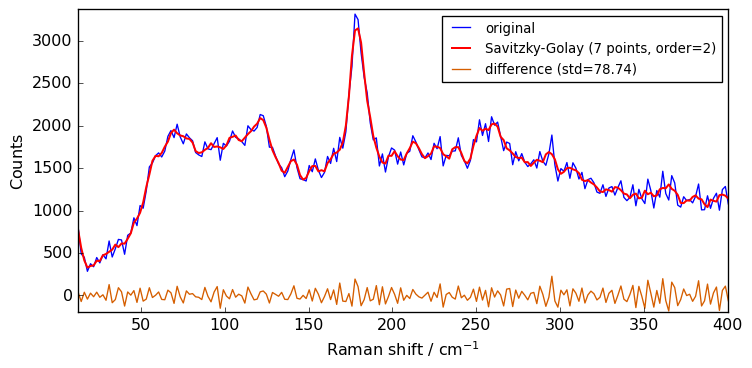 original
Savitzky-Golay (7 points, order=2)
difference (std=78.74)
3000
2500
2000
1500
1000
500
0
Counts
50 100 150 200 250 300 350 400
Raman shift / cm⁻¹